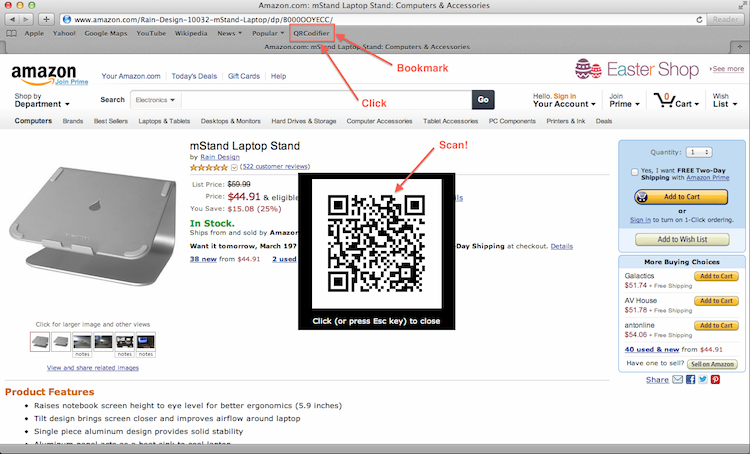 Amazon.com: mStand Laptop Stand: Computers & Accessories
www.amazon.com/Rain-Design-10032-mStand-Laptop/dp/B000OOYECC/
Reader
Apple Yahoo! Google Maps YouTube Wikipedia News Popular QRCodifier
Amazon.com: mStand Laptop Stand: Computers & Accessories
Bookmark
Click
amazon
Join Prime
Your Amazon.com Today's Deals Gift Cards Help
Easter Shop
See more
Shop by
Department
Search Electronics Go
Hello. Sign in
Your Account
Join
Prime
0
Cart
Wish
List
Computers Brands Best Sellers Laptops & Tablets Desktops & Monitors Hard Drives & Storage Computer Accessories Tablet Accessories PC Components Printers & Ink Deals
mStand Laptop Stand
by Rain Design
(522 customer reviews)
Scan!
List Price: $59.99
Price: $44.91 & eligible
You Save: $15.08 (25%)
In Stock.
Ships from and sold by Amazon
Want it tomorrow, March 19?
Day Shipping at checkout. Details
38 new from $44.91 2 used
Click (or press Esc key) to close
Quantity: 1
Yes, I want FREE Two-Day
Shipping with Amazon Prime
Add to Cart
or
Sign in to turn on 1-Click ordering.
Add to Wish List
More Buying Choices
Galactics
$51.74 + Free Shipping
Add to Cart
AV House
$51.78 + Free Shipping
Add to Cart
antonline
$54.06 + Free Shipping
Add to Cart
40 used & new from $44.91
Have one to sell? Sell on Amazon
Share
Click for larger image and other views
notes notes notes notes
View and share related images
Product Features
Raises notebook screen height to eye level for better ergonomics (5.9 inches)
Tilt design brings screen closer and improves airflow around laptop
Single piece aluminum design provides solid stability
Aluminum panel acts as a heat sink to cool laptop